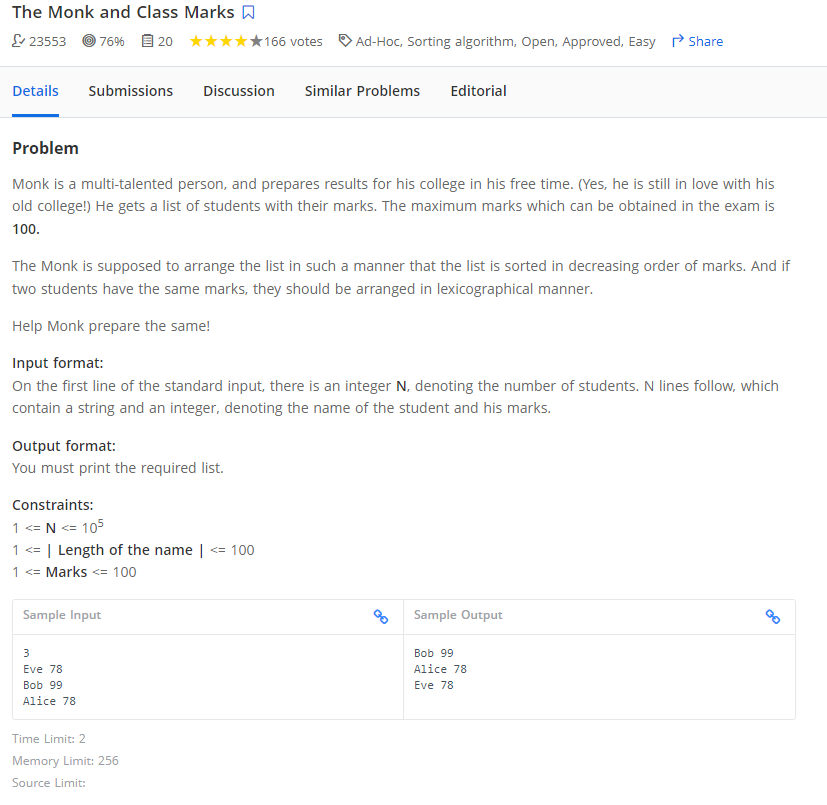 The Monk and Class Marks
23553 76% 20 166 votes Ad-Hoc, Sorting algorithm, Open, Approved, Easy Share
Details Submissions Discussion Similar Problems Editorial
Problem
Monk is a multi-talented person, and prepares results for his college in his free time. (Yes, he is still in love with his
old college!) He gets a list of students with their marks. The maximum marks which can be obtained in the exam is
100.
The Monk is supposed to arrange the list in such a manner that the list is sorted in decreasing order of marks. And if
two students have the same marks, they should be arranged in lexicographical manner.
Help Monk prepare the same!
Input format:
On the first line of the standard input, there is an integer N, denoting the number of students. N lines follow, which
contain a string and an integer, denoting the name of the student and his marks.
Output format:
You must print the required list.
Constraints:
1 <= N <= 10^5
1 <= | Length of the name | <= 100
1 <= Marks <= 100
Sample Input
3
Eve 78
Bob 99
Alice 78
Sample Output
Bob 99
Alice 78
Eve 78
Time Limit: 2
Memory Limit: 256
Source Limit: